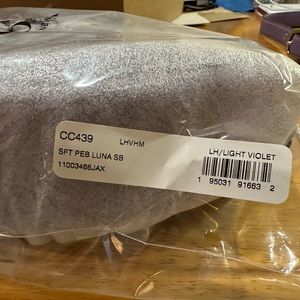 CC439 LHVHM LH/LIGHT VIOLET
SFT PEB LUNA SB
11003466JAX
1 95031 91663 2